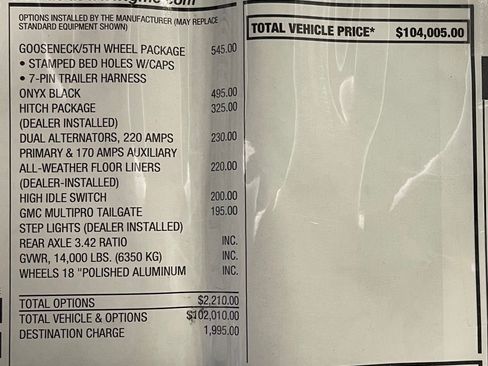 OPTIONS INSTALLED BY THE MANUFACTURER (MAY REPLACE
STANDARD EQUIPMENT SHOWN)
GOOSENECK/5TH WHEEL PACKAGE 545.00
• STAMPED BED HOLES W/CAPS
• 7-PIN TRAILER HARNESS
ONYX BLACK 495.00
HITCH PACKAGE 325.00
(DEALER INSTALLED)
DUAL ALTERNATORS, 220 AMPS 230.00
PRIMARY & 170 AMPS AUXILIARY
ALL-WEATHER FLOOR LINERS 220.00
(DEALER-INSTALLED)
HIGH IDLE SWITCH 200.00
GMC MULTIPRO TAILGATE 195.00
STEP LIGHTS (DEALER INSTALLED)
REAR AXLE 3.42 RATIO INC.
GVWR, 14,000 LBS. (6350 KG) INC.
WHEELS 18 "POLISHED ALUMINUM INC.
TOTAL OPTIONS $2,210.00
TOTAL VEHICLE & OPTIONS $102,010.00
DESTINATION CHARGE 1,995.00
TOTAL VEHICLE PRICE* $104,005.00